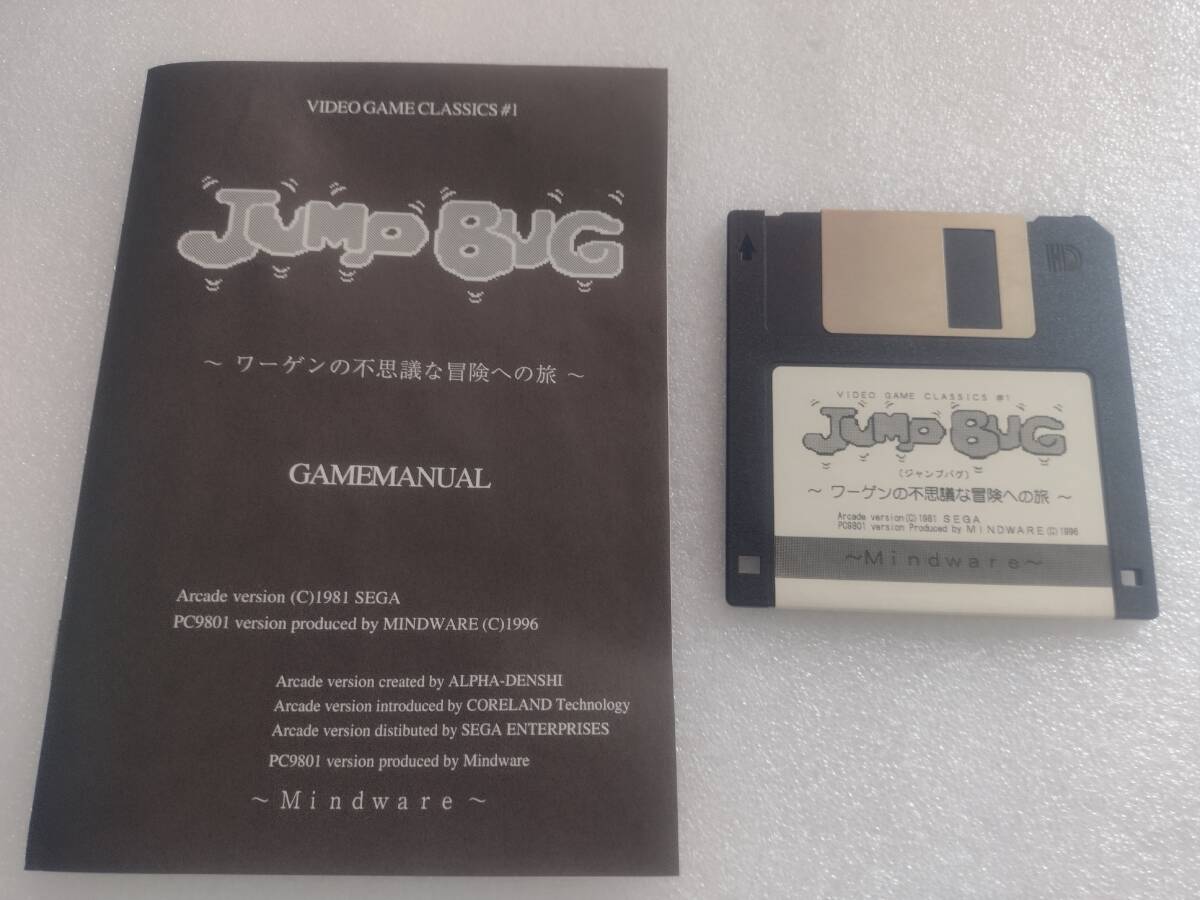 VIDEO GAME CLASSICS #1
JUMP BUG
～ ワーゲンの不思議な冒険への旅 ～
GAMEMANUAL
Arcade version (C)1981 SEGA
PC9801 version produced by MINDWARE (C)1996
Arcade version created by ALPHA-DENSHI
Arcade version introduced by CORELAND Technology
Arcade version distibuted by SEGA ENTERPRISES
PC9801 version produced by Mindware
～Mindware～
HD
VIDEO GAME CLASSICS #1
JUMP BUG
(ジャンプバグ)
～ ワーゲンの不思議な冒険への旅 ～
Arcade version(C)1981 SEGA
PC9801 version Produced by MINDWARE(C)1996
～Mindware～